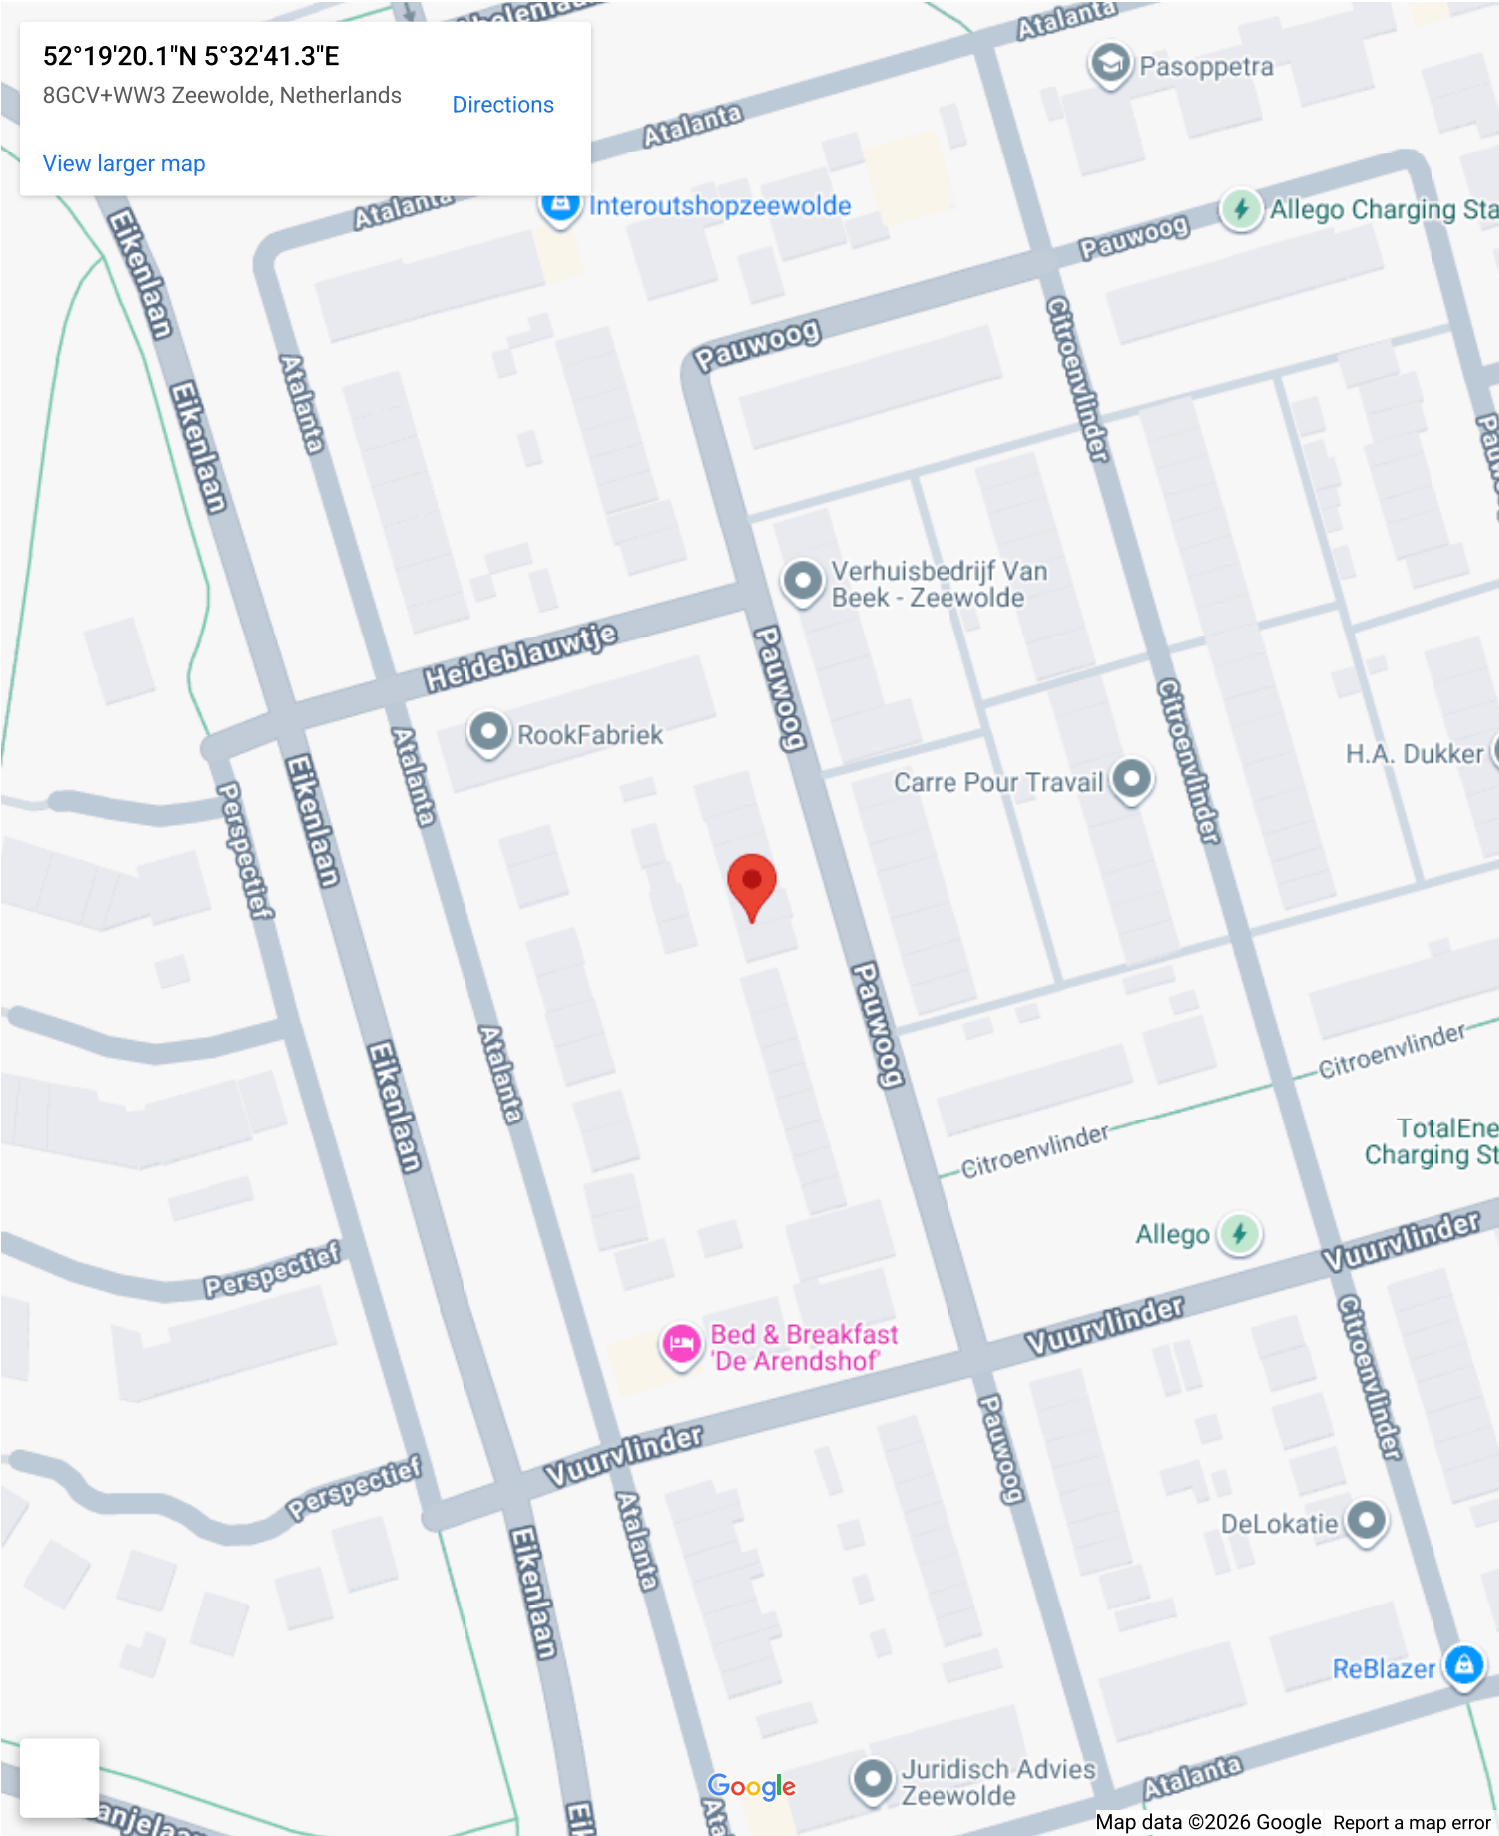 Atalanta
52°19'20.1"N 5°32'41.3"E
8GCV+WW3 Zeewolde, Netherlands
Directions
View larger map
Pasoppetra
Atalanta
Atalanta
Interoutshopzeewolde
Allego Charging Sta
Pauwoog
Eikenlaan
Pauwoog
Citroenvlinder
Atalanta
Eikenlaan
Verhuisbedrijf Van
Beek - Zeewolde
Heideblauwtje
Pauwoog
RookFabriek
Atalanta
Citroenvlinder
H.A. Dukker
Carre Pour Travail
Perspectief
Eikenlaan
Pauwoog
Atalanta
Eikenlaan
Citroenvlinder
Citroenvlinder
TotalEne
Charging St
Allego
Vuurvlinder
Perspectief
Vuurvlinder
Bed & Breakfast
'De Arendshof'
Citroenvlinder
Pauwoog
Vuurvlinder
Perspectief
Atalanta
Eikenlaan
DeLokatie
ReBlazer
Juridisch Advies
Zeewolde
Atalanta
Google
Map data ©2026 Google
Report a map error